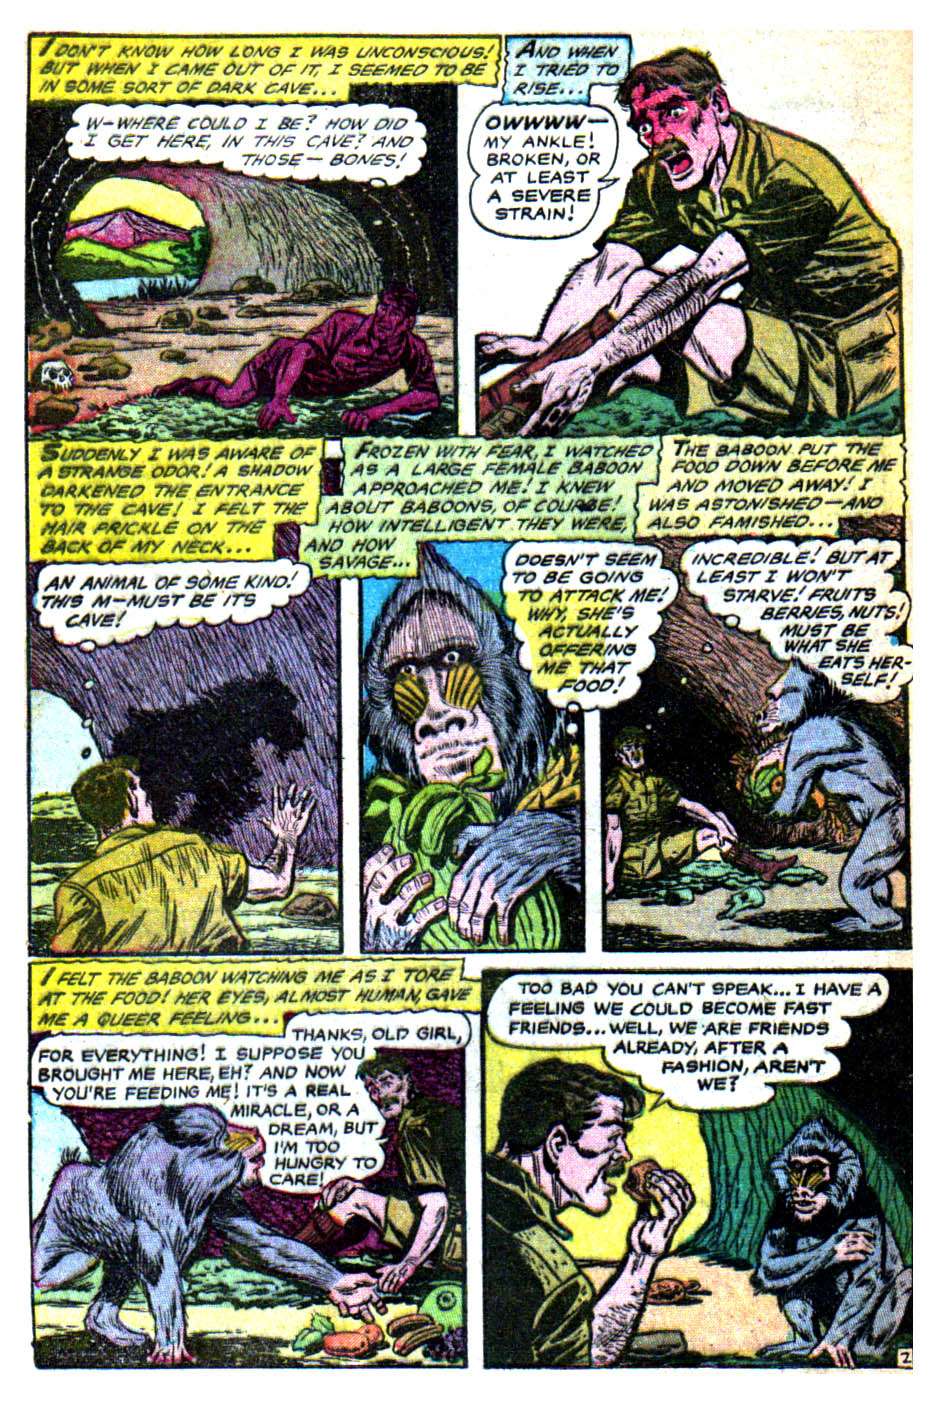 I DON'T KNOW HOW LONG I WAS UNCONSCIOUS!
BUT WHEN I CAME OUT OF IT, I SEEMED TO BE
IN SOME SORT OF DARK CAVE...
W-WHERE COULD I BE? HOW DID
I GET HERE, IN THIS CAVE? AND
THOSE— BONES!
AND WHEN
I TRIED TO
RISE...
OWWWW—
MY ANKLE!
BROKEN, OR
AT LEAST
A SEVERE
STRAIN!
SUDDENLY I WAS AWARE OF
A STRANGE ODOR! A SHADOW
DARKENED THE ENTRANCE
TO THE CAVE! I FELT THE
HAIR PRICKLE ON THE
BACK OF MY NECK...
AN ANIMAL OF SOME KIND!
THIS M-MUST BE ITS
CAVE!
FROZEN WITH FEAR, I WATCHED
AS A LARGE FEMALE BABOON
APPROACHED ME! I KNEW
ABOUT BABOONS, OF COURSE!
HOW INTELLIGENT THEY WERE,
AND HOW
SAVAGE...
DOESN'T SEEM
TO BE GOING
TO ATTACK ME!
WHY, SHE'S
ACTUALLY
OFFERING
ME THAT
FOOD!
THE BABOON PUT THE
FOOD DOWN BEFORE ME
AND MOVED AWAY! I
WAS ASTONISHED—AND
ALSO FAMISHED...
INCREDIBLE! BUT AT
LEAST I WON'T
STARVE! FRUITS
BERRIES, NUTS!
MUST BE
WHAT SHE
EATS HER-
SELF!
I FELT THE BABOON WATCHING ME AS I TORE
AT THE FOOD! HER EYES, ALMOST HUMAN, GAVE
ME A QUEER FEELING...
THANKS, OLD GIRL,
FOR EVERYTHING! I SUPPOSE YOU
BROUGHT ME HERE, EH? AND NOW
YOU'RE FEEDING ME! IT'S A REAL
MIRACLE, OR A
DREAM, BUT
I'M TOO
HUNGRY TO
CARE!
TOO BAD YOU CAN'T SPEAK... I HAVE A
FEELING WE COULD BECOME FAST
FRIENDS... WELL, WE ARE FRIENDS
ALREADY, AFTER A
FASHION, AREN'T
WE?
2